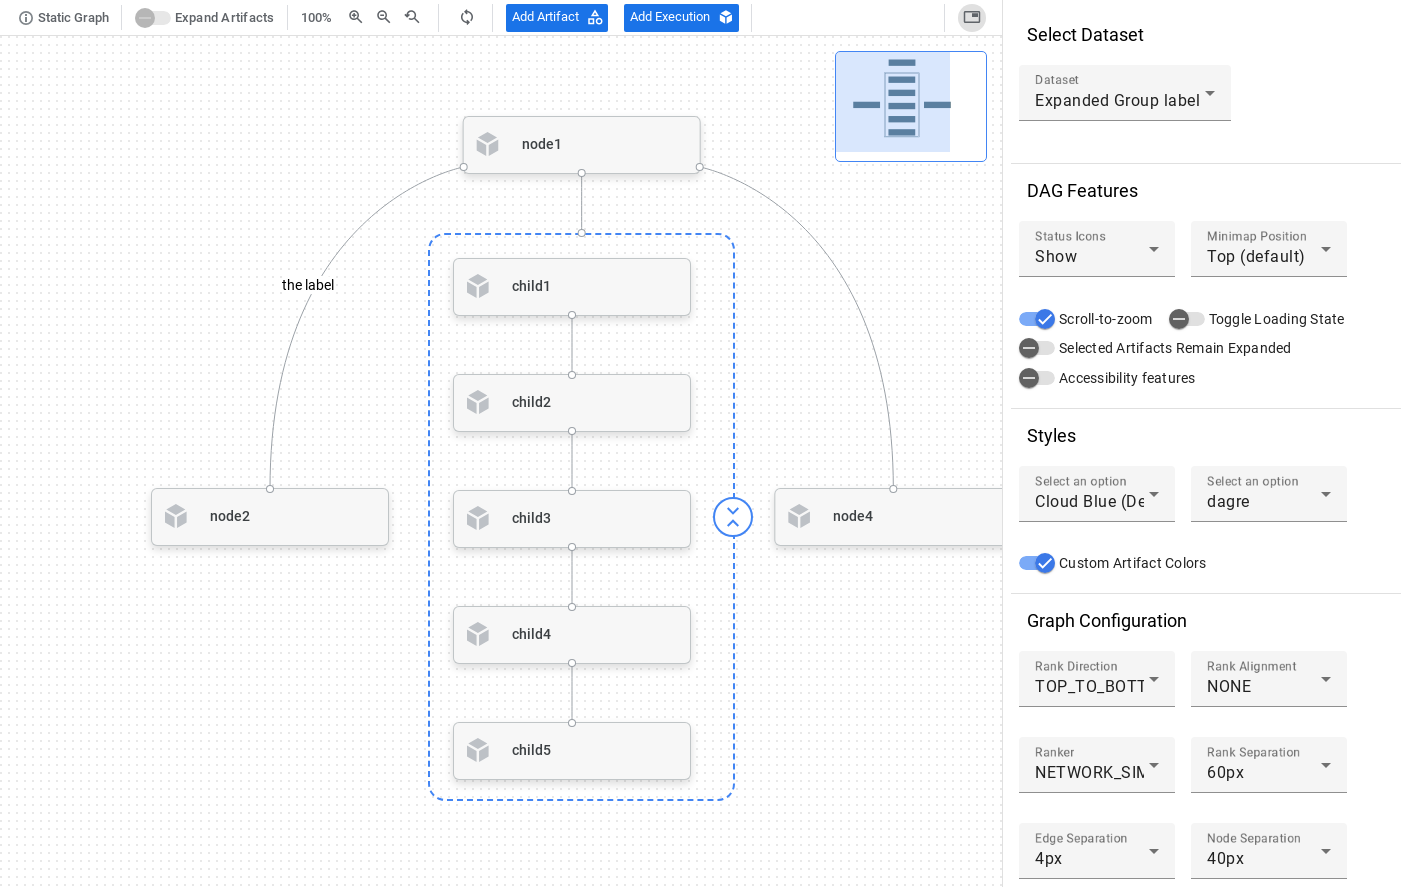 Static Graph
Expand Artifacts
100%
Add Artifact
Add Execution
node1
the label
child1
child2
child3
child4
child5
node2
node4
Select Dataset
Dataset
Expanded Group label
DAG Features
Status Icons
Show
Minimap Position
Top (default)
Scroll-to-zoom
Toggle Loading State
Selected Artifacts Remain Expanded
Accessibility features
Styles
Select an option
Cloud Blue (De
Select an option
dagre
Custom Artifact Colors
Graph Configuration
Rank Direction
TOP_TO_BOTT
Rank Alignment
NONE
Ranker
NETWORK_SIM
Rank Separation
60px
Edge Separation
4px
Node Separation
40px